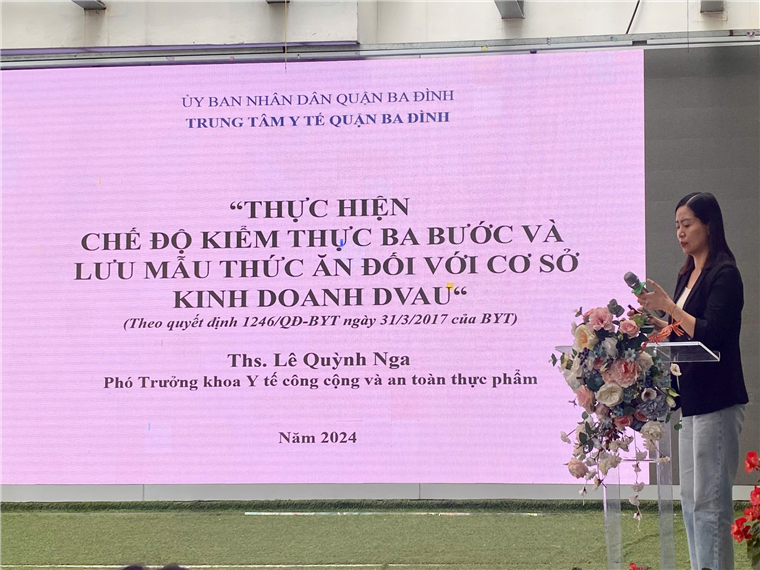 ỦY BAN NHÂN DÂN QUẬN BA ĐÌNH
TRUNG TÂM Y TẾ QUẬN BA ĐÌNH
“THỰC HIỆN
CHẾ ĐỘ KIỂM THỰC BA BƯỚC VÀ
LƯU MẪU THỨC ĂN ĐỐI VỚI CƠ SỞ
KINH DOANH DVAU“
(Theo quyết định 1246/QĐ-BYT ngày 31/3/2017 của BYT)
Ths. Lê Quỳnh Nga
Phó Trưởng khoa Y tế công cộng và an toàn thực phẩm
Năm 2024